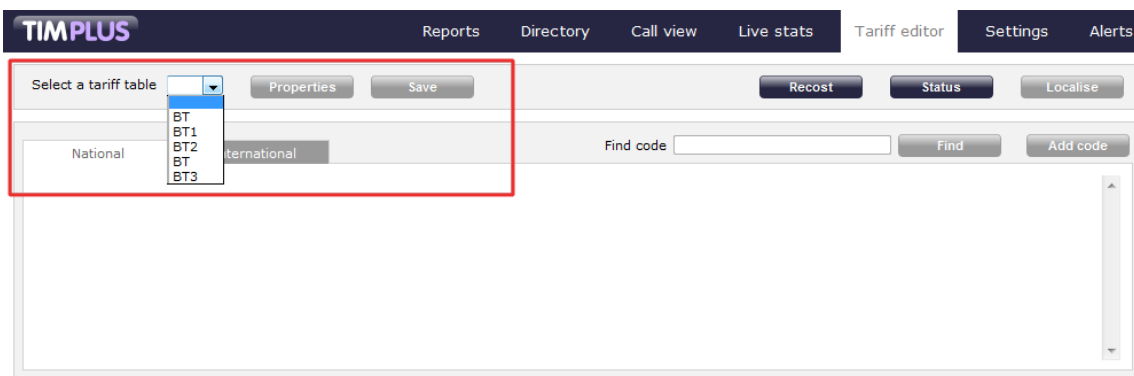 TIMPLUS Reports Directory Call view Live stats Tariff editor Settings Alerts
Select a tariff table Properties Save Recost Status Localise
BT
BT1
BT2
BT
BT3
National ternational Find code Find Add code